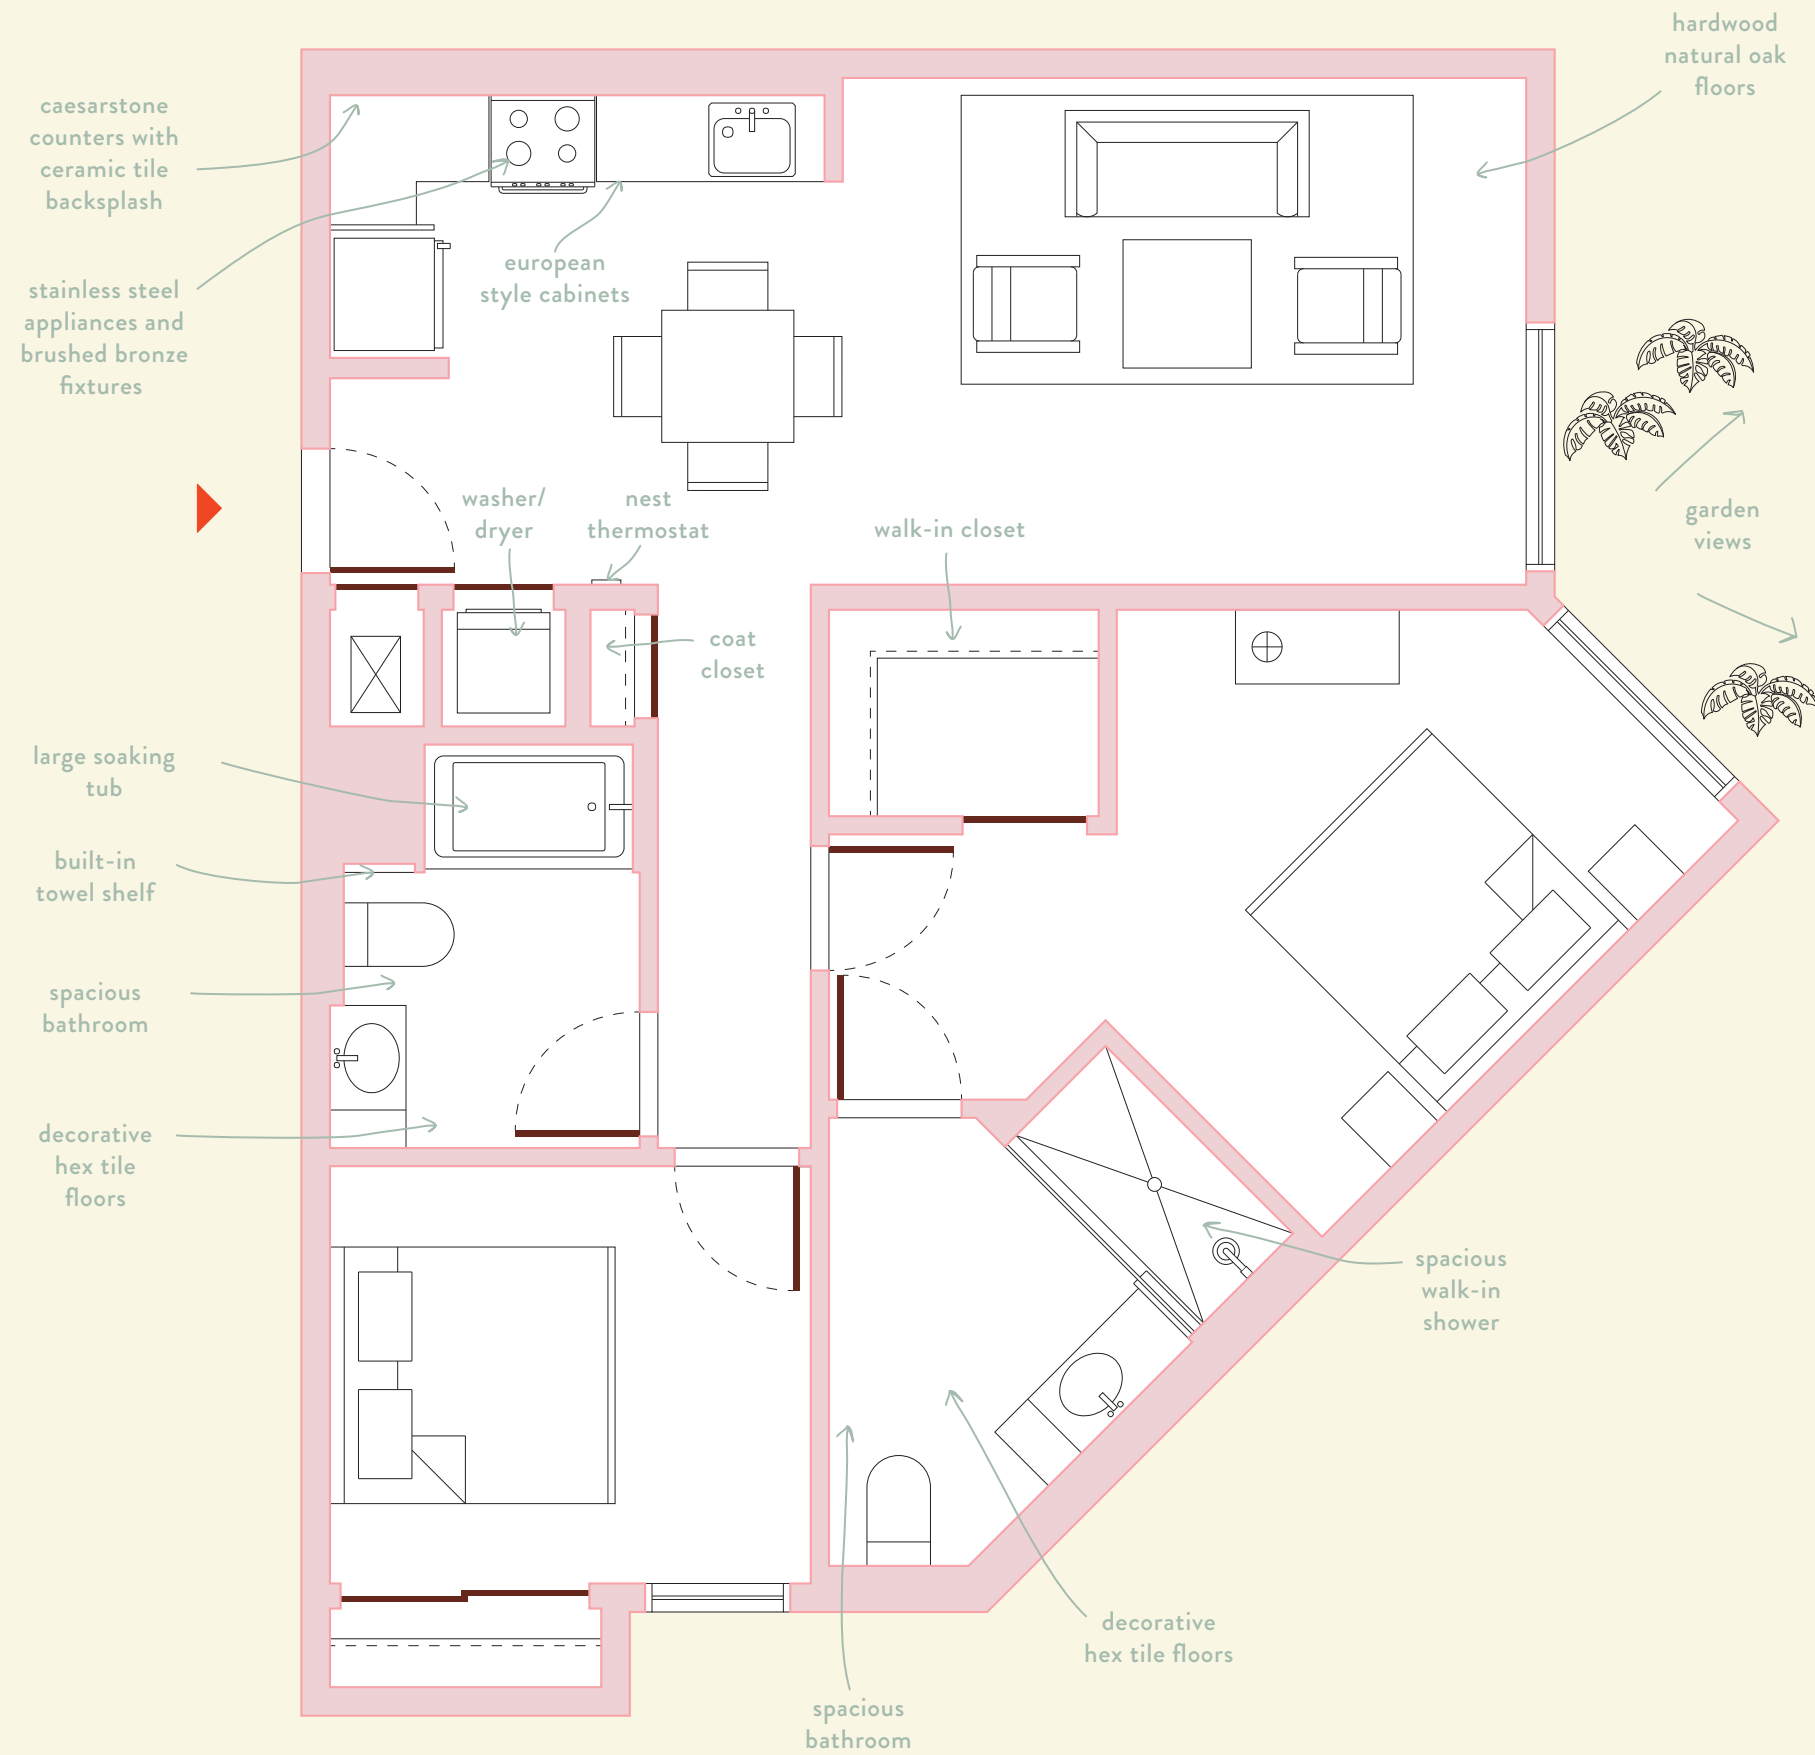 hardwood
natural oak
floors
caesarstone
counters with
ceramic tile
backsplash
european
style cabinets
stainless steel
appliances and
brushed bronze
fixtures
washer/
dryer
nest
thermostat
walk-in closet
garden
views
coat
closet
large soaking
tub
built-in
towel shelf
spacious
bathroom
decorative
hex tile
floors
spacious
walk-in
shower
decorative
hex tile floors
spacious
bathroom